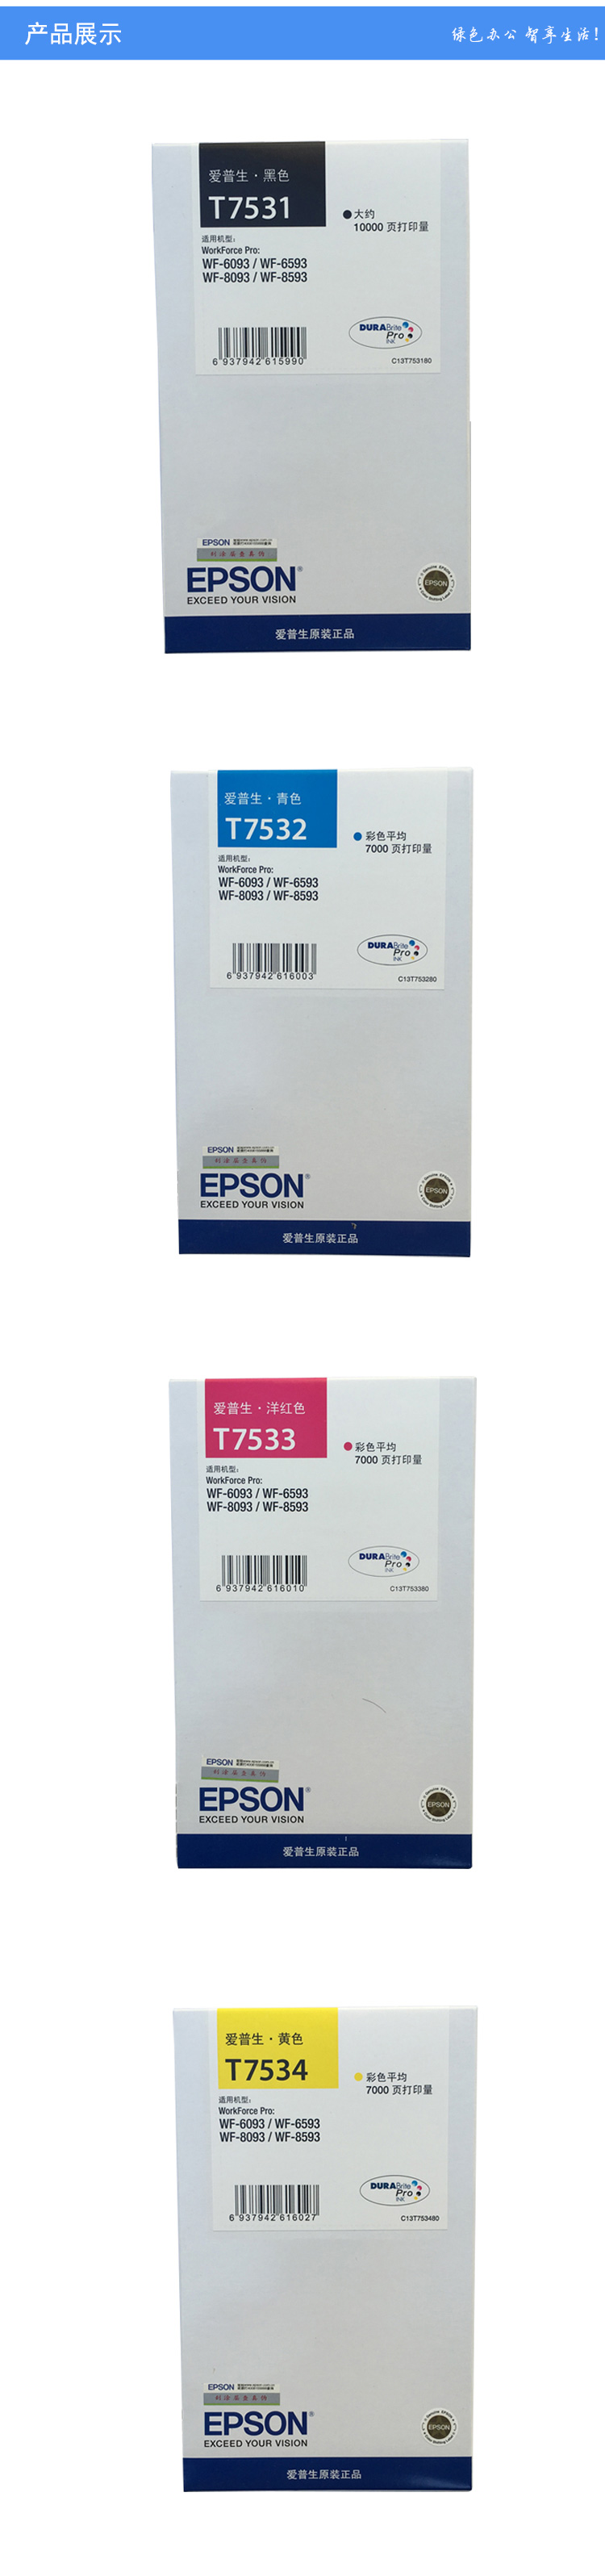 产品展示
绿色办公 智享生活!
爱普生·黑色
T7531
大约
10000 页打印量
适用机型:
WorkForce Pro:
WF-6093 / WF-6593
WF-8093 / WF-8593
DURABrite
Pro
INK
6 937942 615990
C13T753180
EPSON
EPSON®
EXCEED YOUR VISION
EPSON
爱普生原装正品
爱普生·青色
T7532
彩色平均
7000 页打印量
适用机型:
WorkForce Pro:
WF-6093 / WF-6593
WF-8093 / WF-8593
DURABrite
Pro
INK
6 937942 616003
C13T753280
EPSON
EPSON®
EXCEED YOUR VISION
EPSON
爱普生原装正品
爱普生·洋红色
T7533
彩色平均
7000 页打印量
适用机型:
WorkForce Pro:
WF-6093 / WF-6593
WF-8093 / WF-8593
DURABrite
Pro
INK
6 937942 616010
C13T753380
EPSON
EPSON®
EXCEED YOUR VISION
EPSON
爱普生原装正品
爱普生·黄色
T7534
彩色平均
7000 页打印量
适用机型:
WorkForce Pro:
WF-6093 / WF-6593
WF-8093 / WF-8593
DURABrite
Pro
INK
6 937942 616027
C13T753480
EPSON
EPSON®
EXCEED YOUR VISION
EPSON
爱普生原装正品